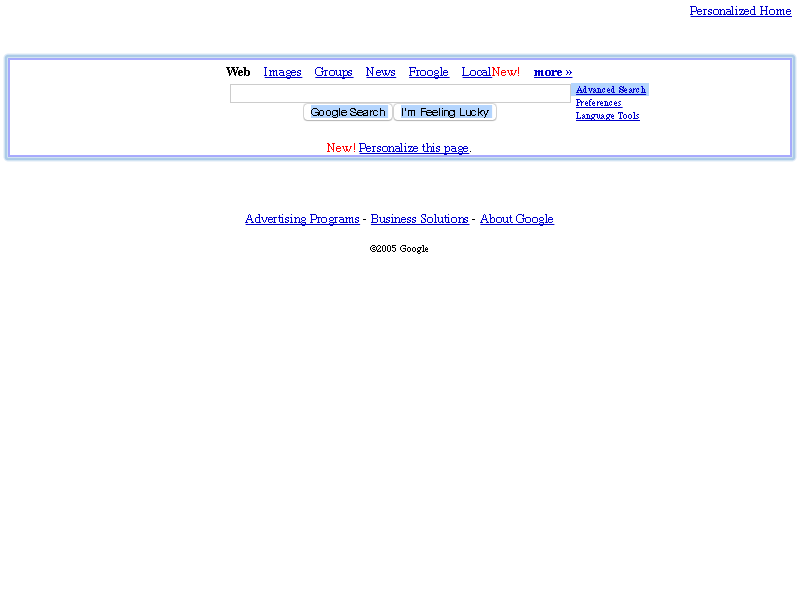 Personalized Home
Web Images Groups News Froogle LocalNew! more »
Advanced Search
Preferences
Language Tools
Google Search I'm Feeling Lucky
New! Personalize this page.
Advertising Programs - Business Solutions - About Google
©2005 Google